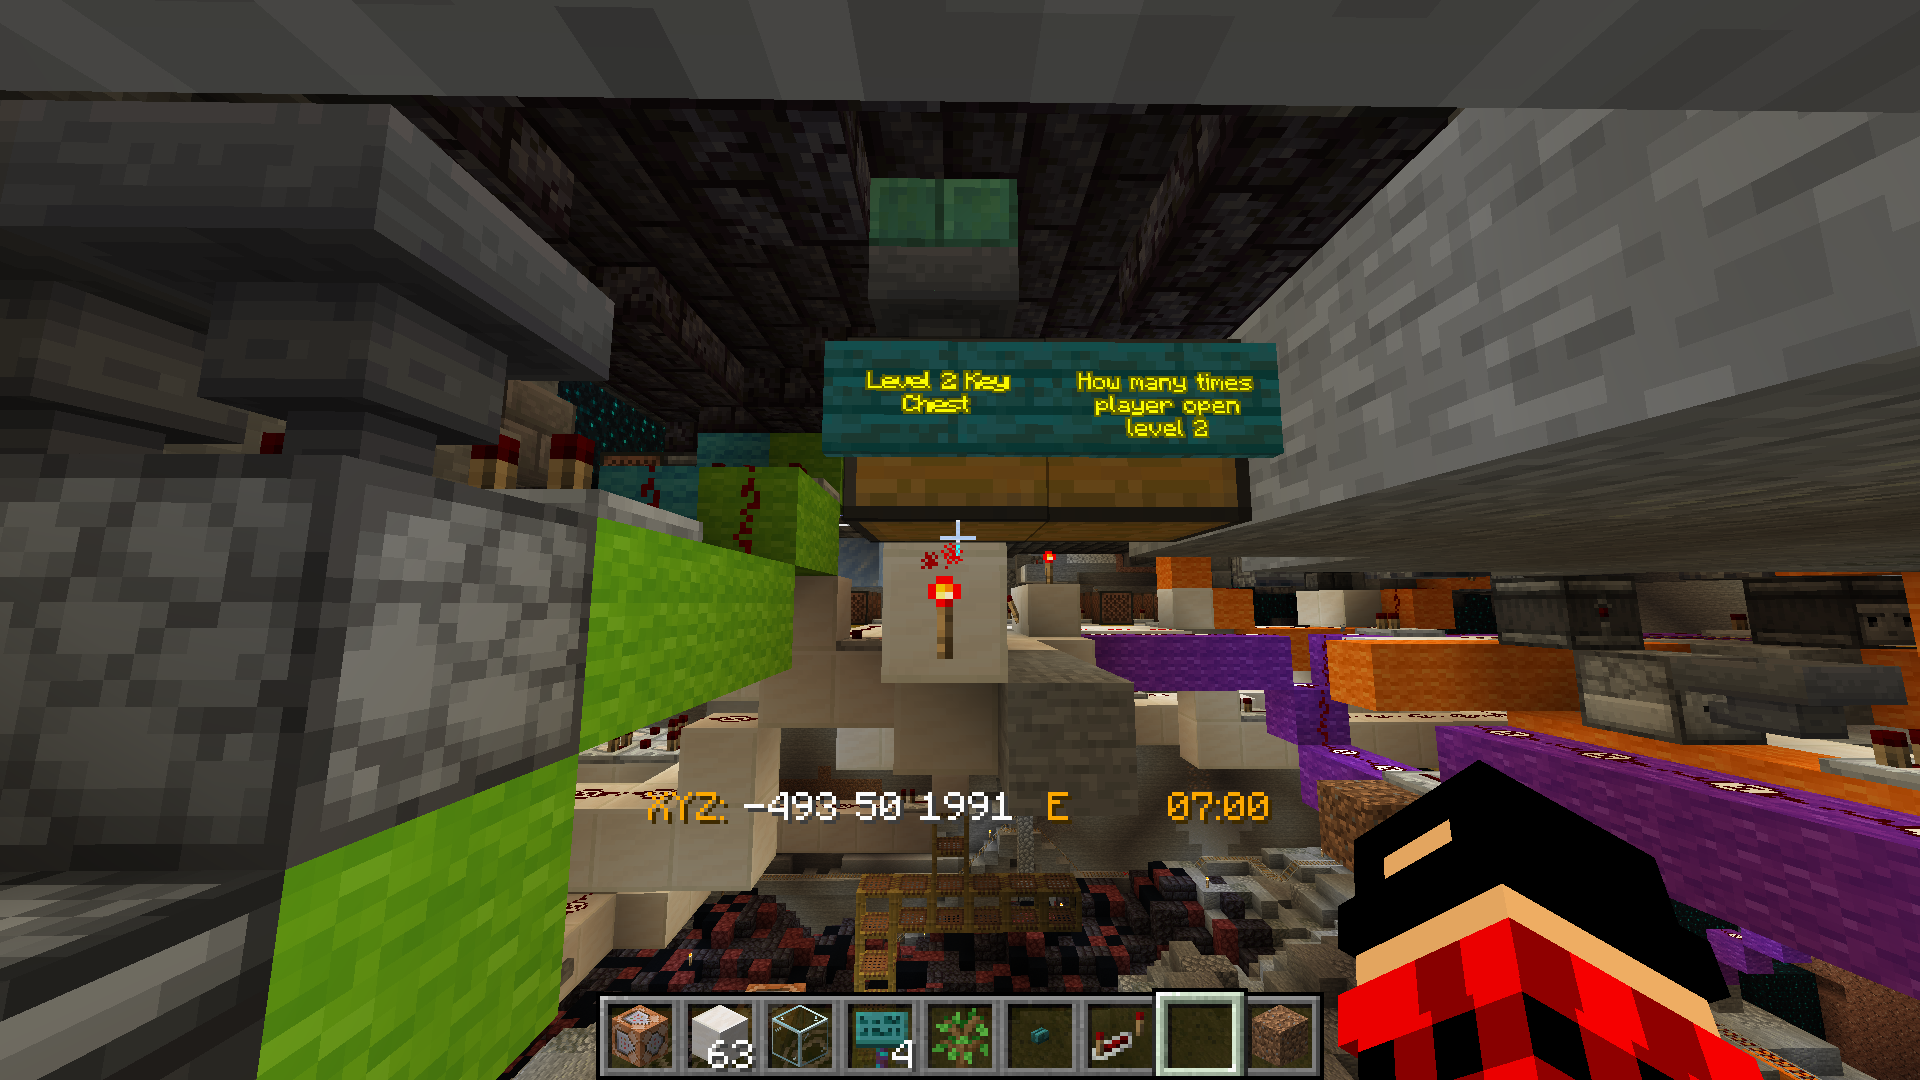 Level 2 Key
Chest
How many times
player open
level 2
XYZ: -493 50 1991 E 07:00
63
4